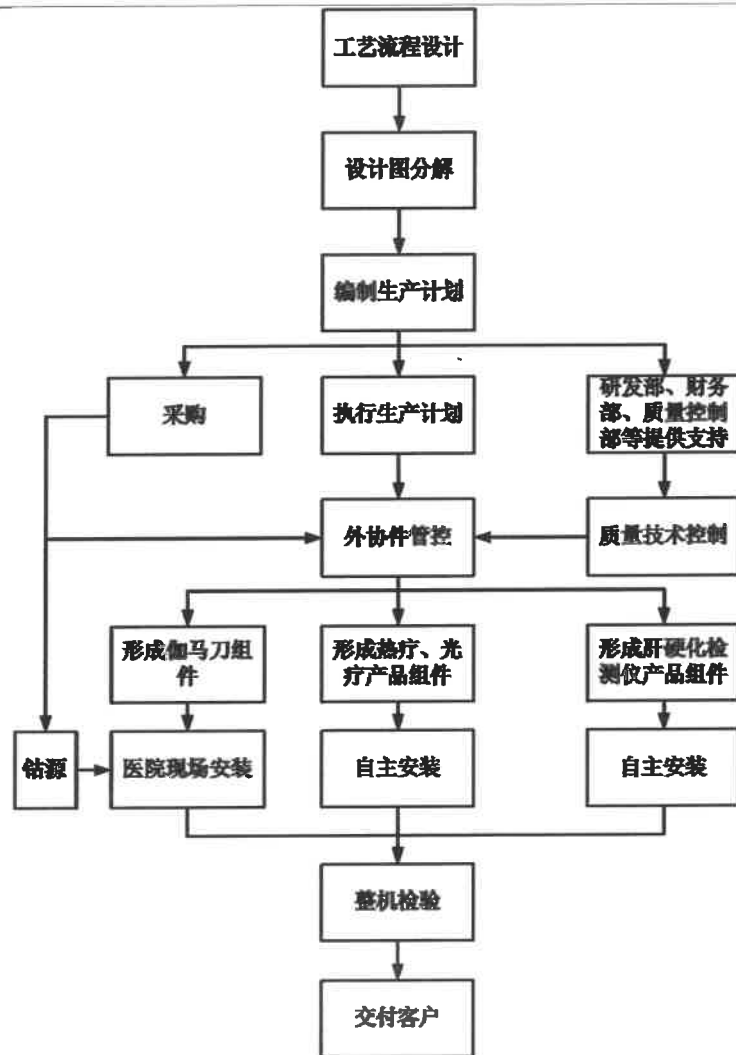 工艺流程设计
设计图分解
编制生产计划
采购
执行生产计划
研发部、财务
部、质量控制
部等提供支持
外协件管控
质量技术控制
形成伽马刀组
件
形成热疗、光
疗产品组件
形成肝硬化检
测仪产品组件
钴源
医院现场安装
自主安装
自主安装
整机检验
交付客户